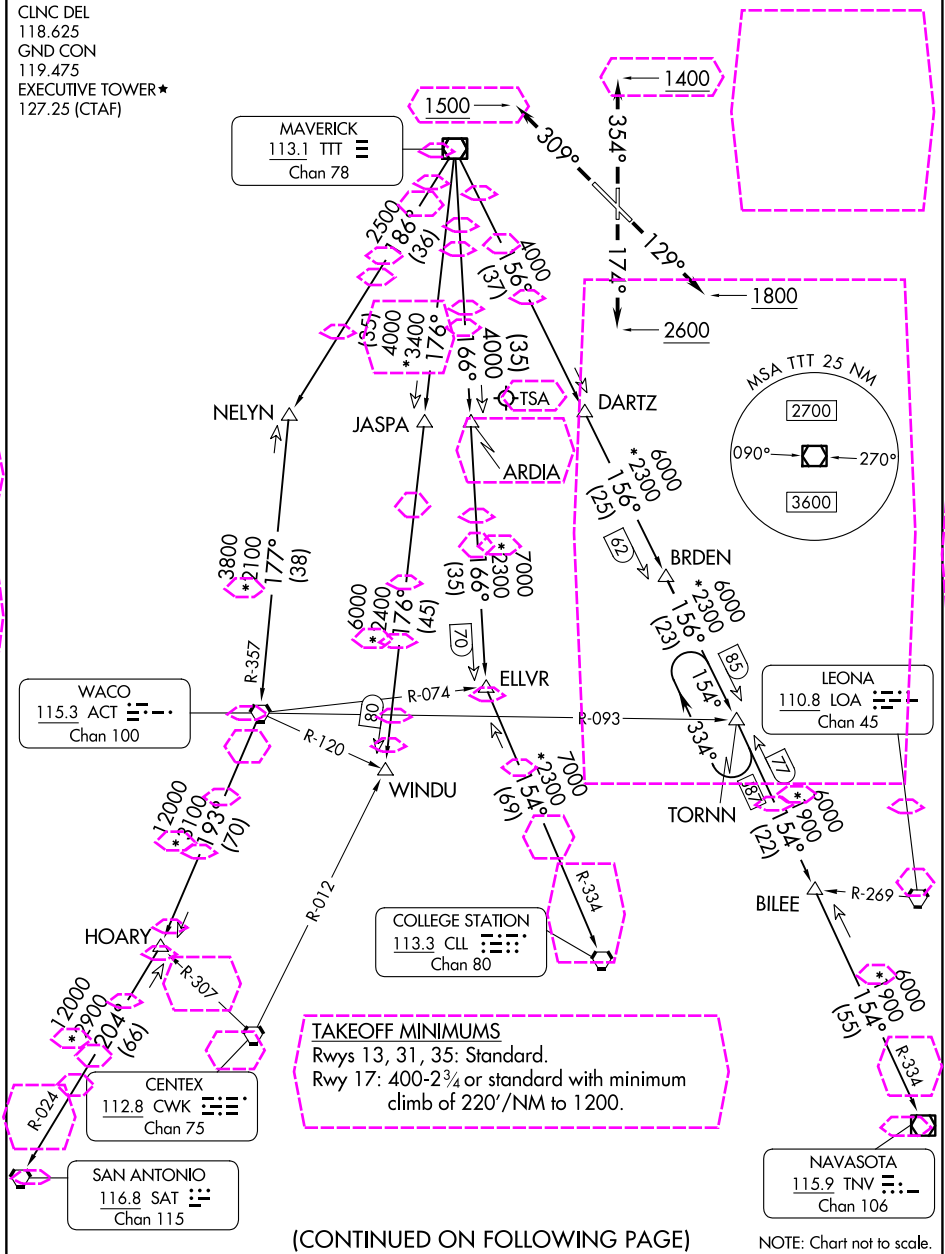 CLNC DEL
118.625
GND CON
119.475
EXECUTIVE TOWER★
127.25 (CTAF)
MAVERICK
113.1 TTT
Chan 78
1500
1400
309°
354°
129°
174°
1800
2600
2500
186°
(36)
(35)
4000
*3400
176°
4000
166°
(35)
4000
156°
(37)
TSA
NELYN
JASPA
ARDIA
DARTZ
MSA TTT 25 NM
2700
090°
270°
3600
6000
*2300
156°
(25)
62
BRDEN
3800
*2100
177°
(38)
6000
*2400
176°
(45)
7000
*2300
166°
(35)
70
6000
*2300
156°
(23)
85
154°
334°
77
87
R-357
WACO
115.3 ACT
Chan 100
R-074
ELLVR
R-093
R-120
80
WINDU
TORNN
LEONA
110.8 LOA
Chan 45
12000
*3100
193°
(70)
7000
*2300
154°
(69)
6000
*1900
154°
(22)
R-012
R-334
BILEE
R-269
COLLEGE STATION
113.3 CLL
Chan 80
HOARY
R-307
12000
*2900
204°
(66)
6000
*1900
154°
(55)
R-334
R-024
CENTEX
112.8 CWK
Chan 75
TAKEOFF MINIMUMS
Rwys 13, 31, 35: Standard.
Rwy 17: 400-2¾ or standard with minimum
climb of 220'/NM to 1200.
SAN ANTONIO
116.8 SAT
Chan 115
NAVASOTA
115.9 TNV
Chan 106
(CONTINUED ON FOLLOWING PAGE)
NOTE: Chart not to scale.